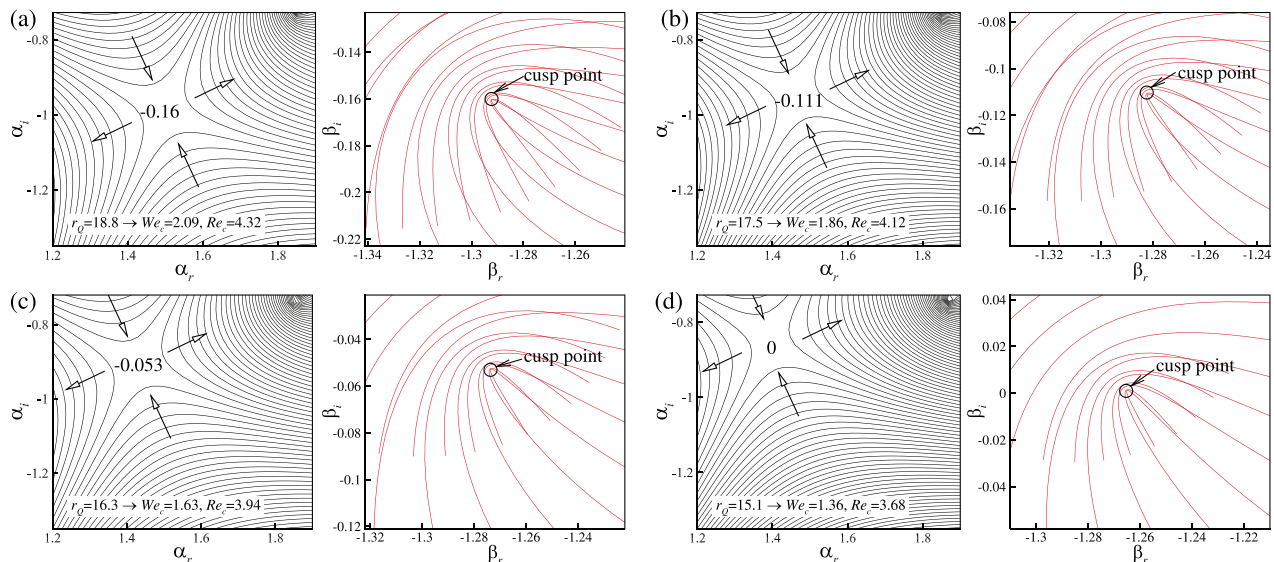 (a)
-0.8
-1
-1.2
α_i
-0.16
r_Q=18.8 → We_c=2.09, Re_c=4.32
1.2 1.4 1.6 1.8
α_r
-0.14
-0.16
-0.18
-0.2
-0.22
β_i
cusp point
-1.34 -1.32 -1.3 -1.28 -1.26
β_r
(b)
-0.8
-1
-1.2
α_i
-0.111
r_Q=17.5 → We_c=1.86, Re_c=4.12
1.2 1.4 1.6 1.8
α_r
-0.08
-0.1
-0.12
-0.14
-0.16
β_i
cusp point
-1.32 -1.3 -1.28 -1.26 -1.24
β_r
(c)
-0.8
-1
-1.2
α_i
-0.053
r_Q=16.3 → We_c=1.63, Re_c=3.94
1.2 1.4 1.6 1.8
α_r
-0.04
-0.06
-0.08
-0.1
-0.12
β_i
cusp point
-1.32 -1.3 -1.28 -1.26 -1.24
β_r
(d)
-0.8
-1
-1.2
α_i
0
r_Q=15.1 → We_c=1.36, Re_c=3.68
1.2 1.4 1.6 1.8
α_r
0.04
0.02
0
-0.02
-0.04
β_i
cusp point
-1.3 -1.28 -1.26 -1.24 -1.22
β_r